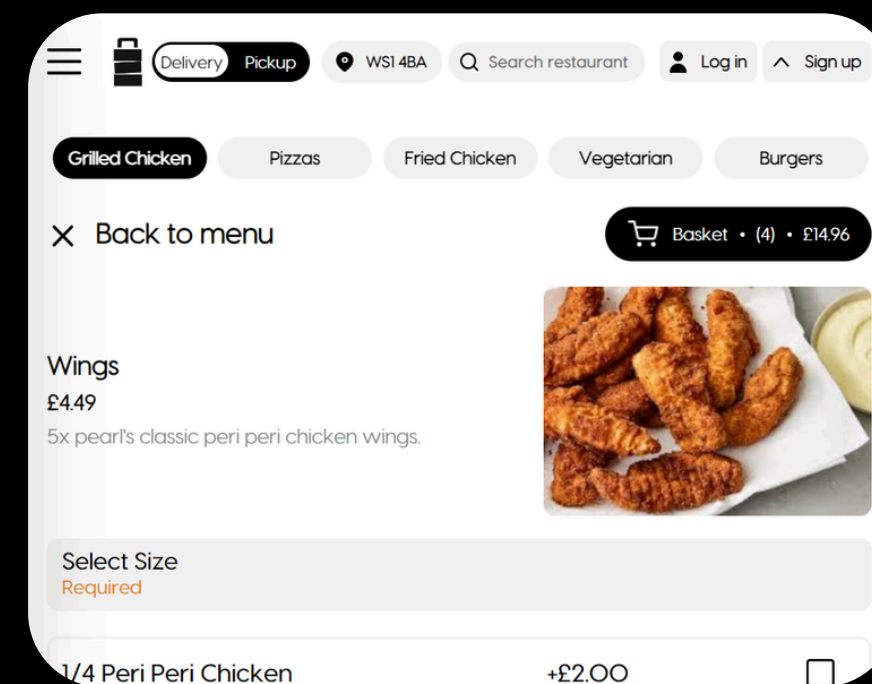 Delivery Pickup WS1 4BA Search restaurant Log in Sign up
Grilled Chicken Pizzas Fried Chicken Vegetarian Burgers
Back to menu Basket • (4) • £14.96
Wings
£4.49
5x pearl's classic peri peri chicken wings.
Select Size
Required
1/4 Peri Peri Chicken +£2.00